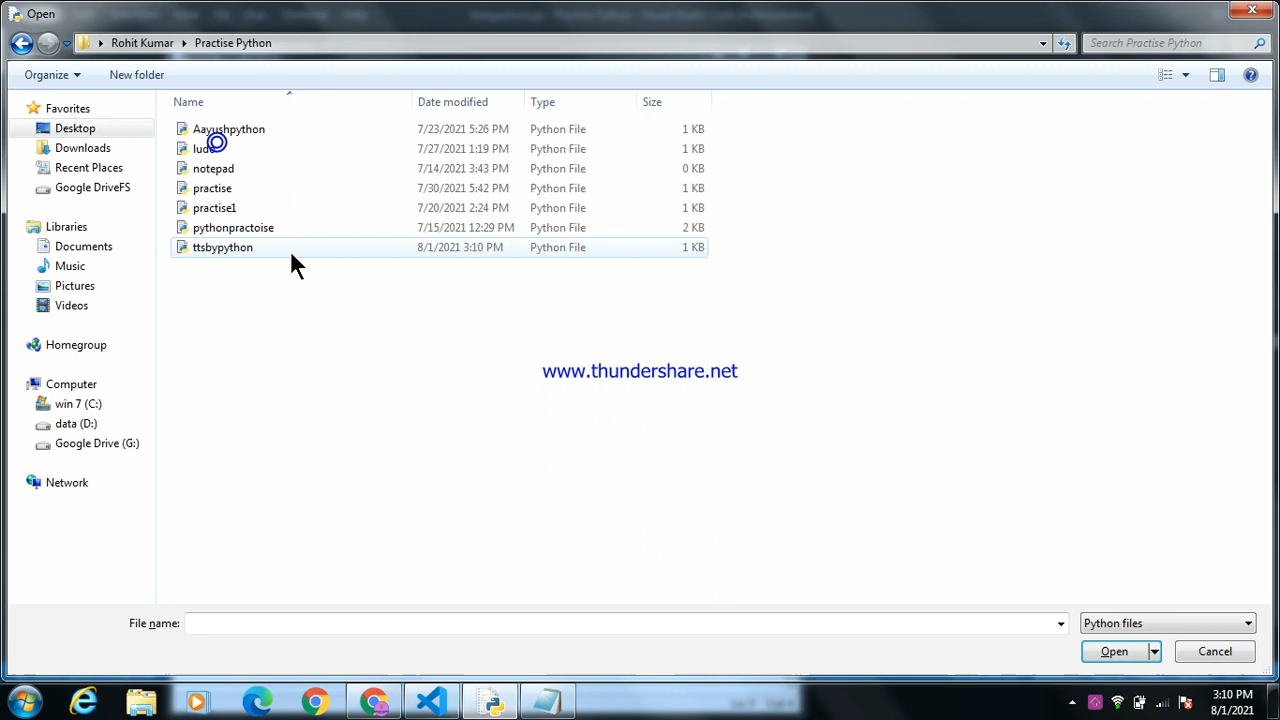 Open
Rohit Kumar Practise Python
Search Practise Python
Organize New folder
Name Date modified Type Size
Favorites
Desktop
Downloads
Recent Places
Google DriveFS
Libraries
Documents
Music
Pictures
Videos
Homegroup
Computer
win 7 (C:)
data (D:)
Google Drive (G:)
Network
Aayushpython 7/23/2021 5:26 PM Python File 1 KB
ludo 7/27/2021 1:19 PM Python File 1 KB
notepad 7/14/2021 3:43 PM Python File 0 KB
practise 7/30/2021 5:42 PM Python File 1 KB
practise1 7/20/2021 2:24 PM Python File 1 KB
pythonpractoise 7/15/2021 12:29 PM Python File 2 KB
ttsbypython 8/1/2021 3:10 PM Python File 1 KB
www.thundershare.net
File name: Python files
Open Cancel
3:10 PM
8/1/2021